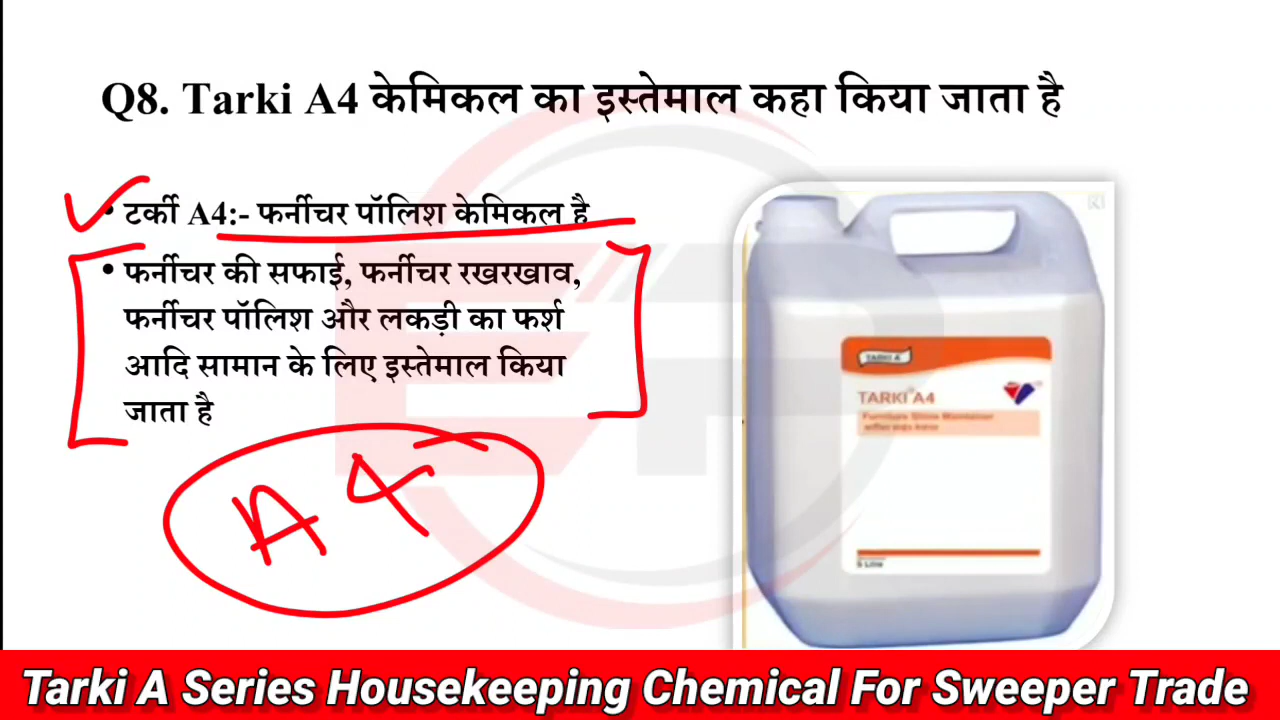 Q8. Tarki A4 केमिकल का इस्तेमाल कहा किया जाता है
• टर्की A4:- फर्नीचर पॉलिश केमिकल है
• फर्नीचर की सफाई, फर्नीचर रखरखाव,
फर्नीचर पॉलिश और लकड़ी का फर्श
आदि सामान के लिए इस्तेमाल किया
जाता है
A4
TARKI A
TARKI A4
Furniture Shine Maintainer
5 Litre
Tarki A Series Housekeeping Chemical For Sweeper Trade